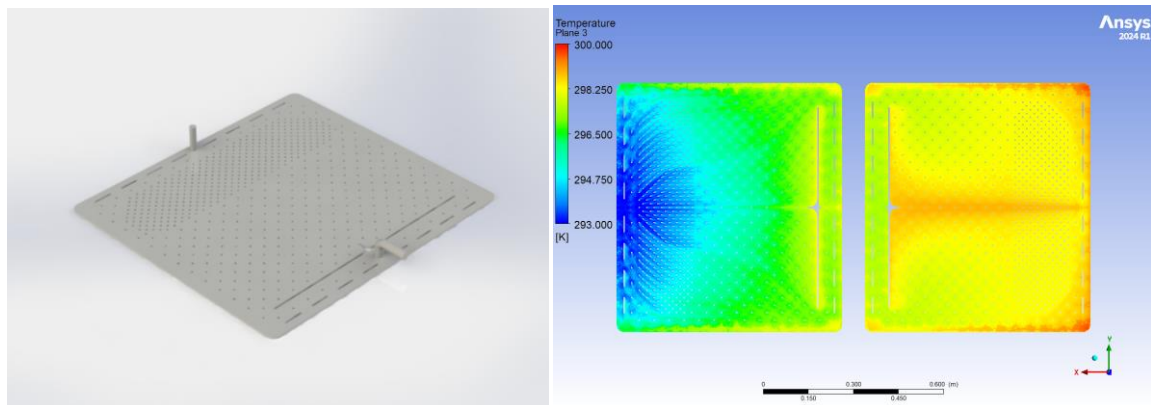 Temperature
Plane 3
300.000
298.250
296.500
294.750
293.000
[K]
Ansys
2024 R1
Y
X
0
0.300
0.600 (m)
0.150
0.450